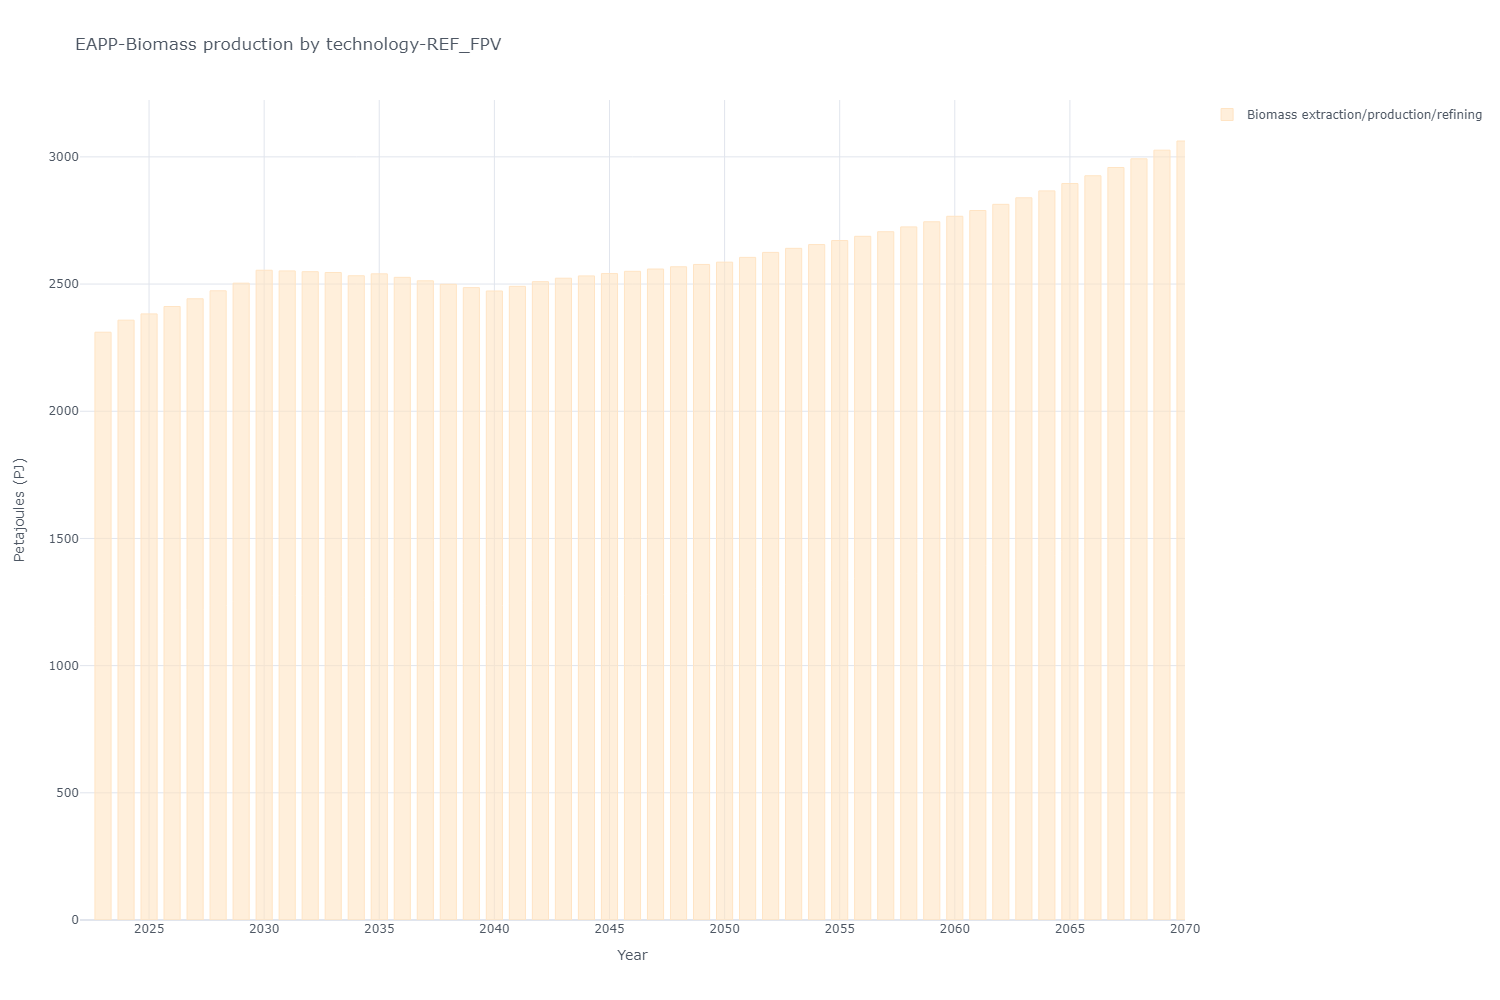 EAPP-Biomass production by technology-REF_FPV
Biomass extraction/production/refining
3000
2500
2000
1500
1000
500
0
Petajoules (PJ)
2025 2030 2035 2040 2045 2050 2055 2060 2065 2070
Year